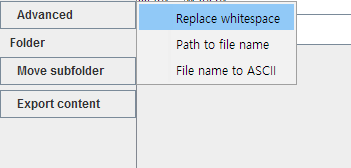 Advanced
Folder
Move subfolder
Export content
Replace whitespace
Path to file name
File name to ASCII